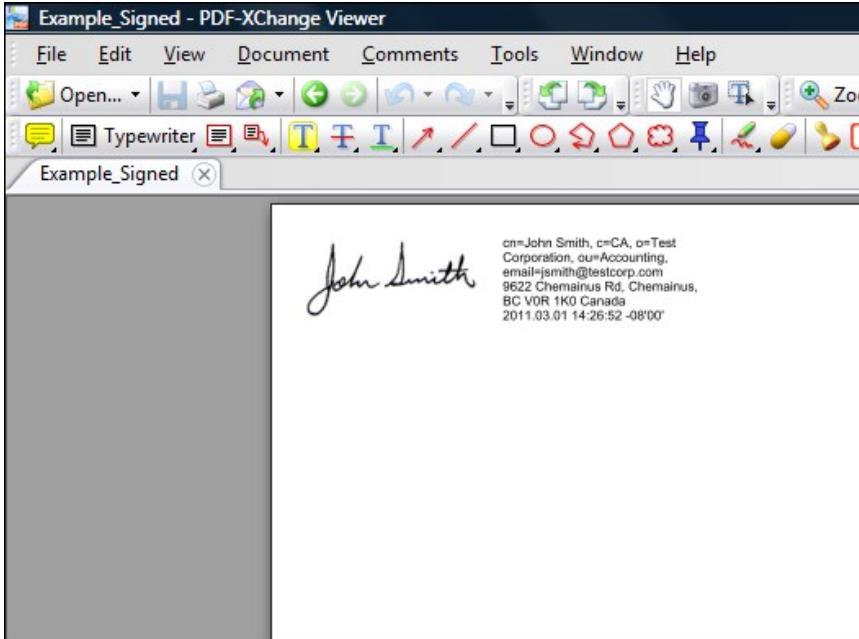 Example_Signed - PDF-XChange Viewer
File Edit View Document Comments Tools Window Help
Open...
Typewriter
Example_Signed
John Smith
cn=John Smith, c=CA, o=Test
Corporation, ou=Accounting,
email=jsmith@testcorp.com
9622 Chemainus Rd, Chemainus,
BC V0R 1K0 Canada
2011.03.01 14:26:52 -08'00'